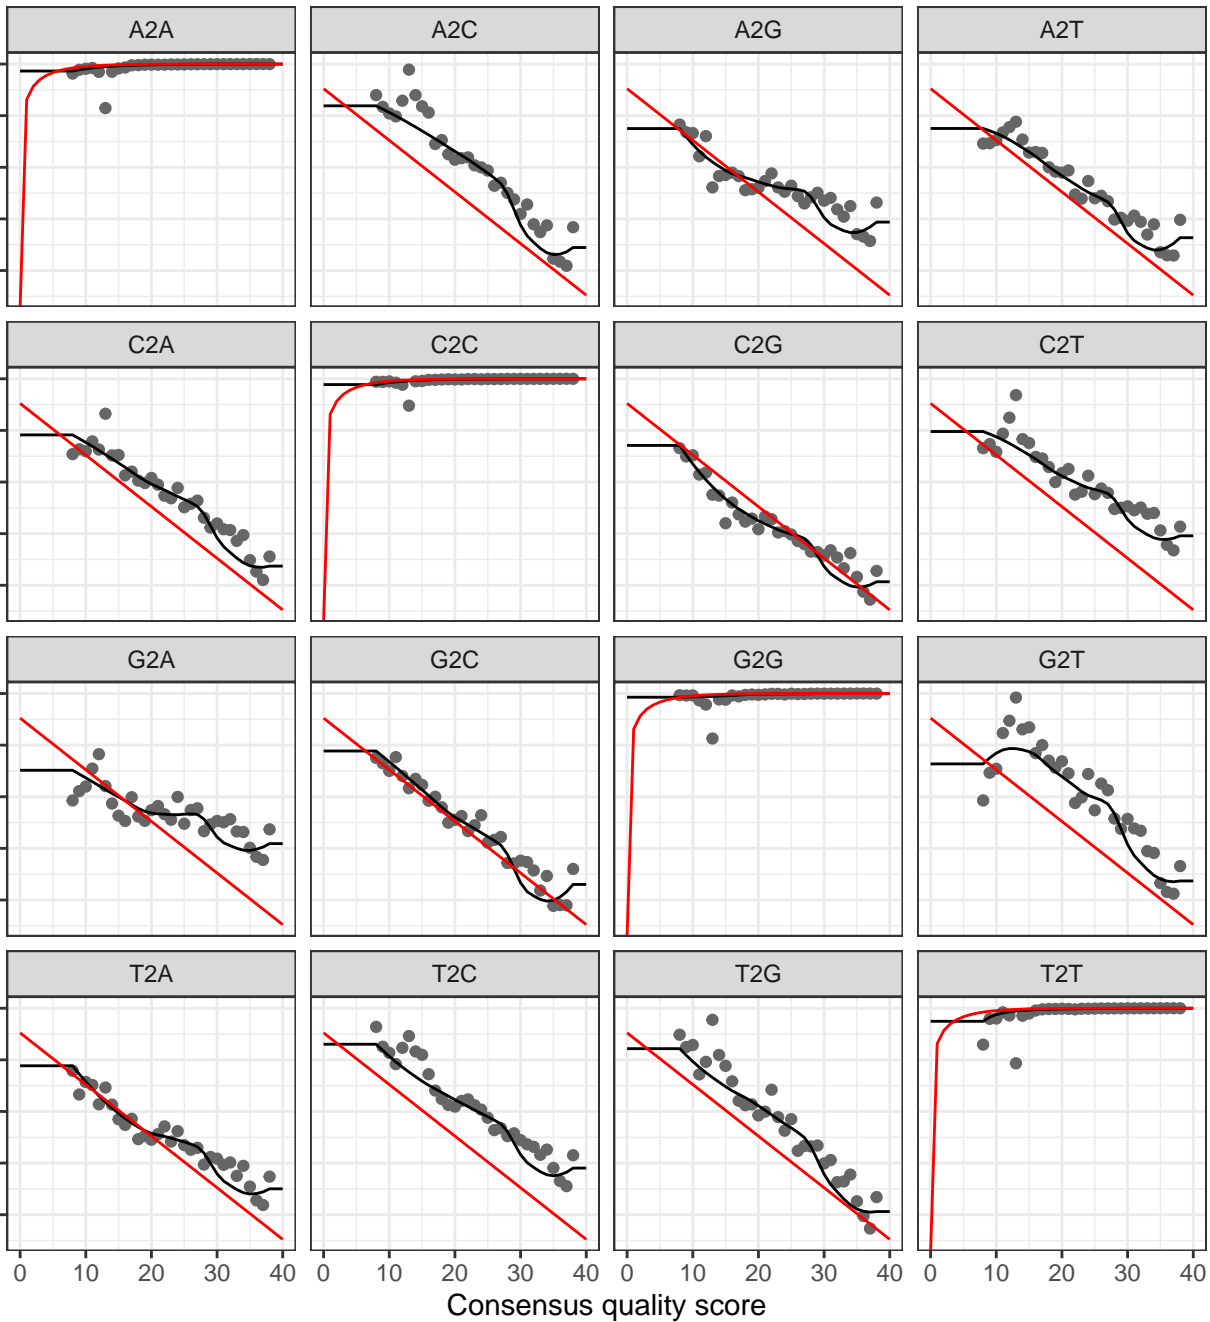 A2A A2C A2G A2T
C2A C2C C2G C2T
G2A G2C G2G G2T
T2A T2C T2G T2T
0 10 20 30 40 0 10 20 30 40 0 10 20 30 40 0 10 20 30 40
Consensus quality score